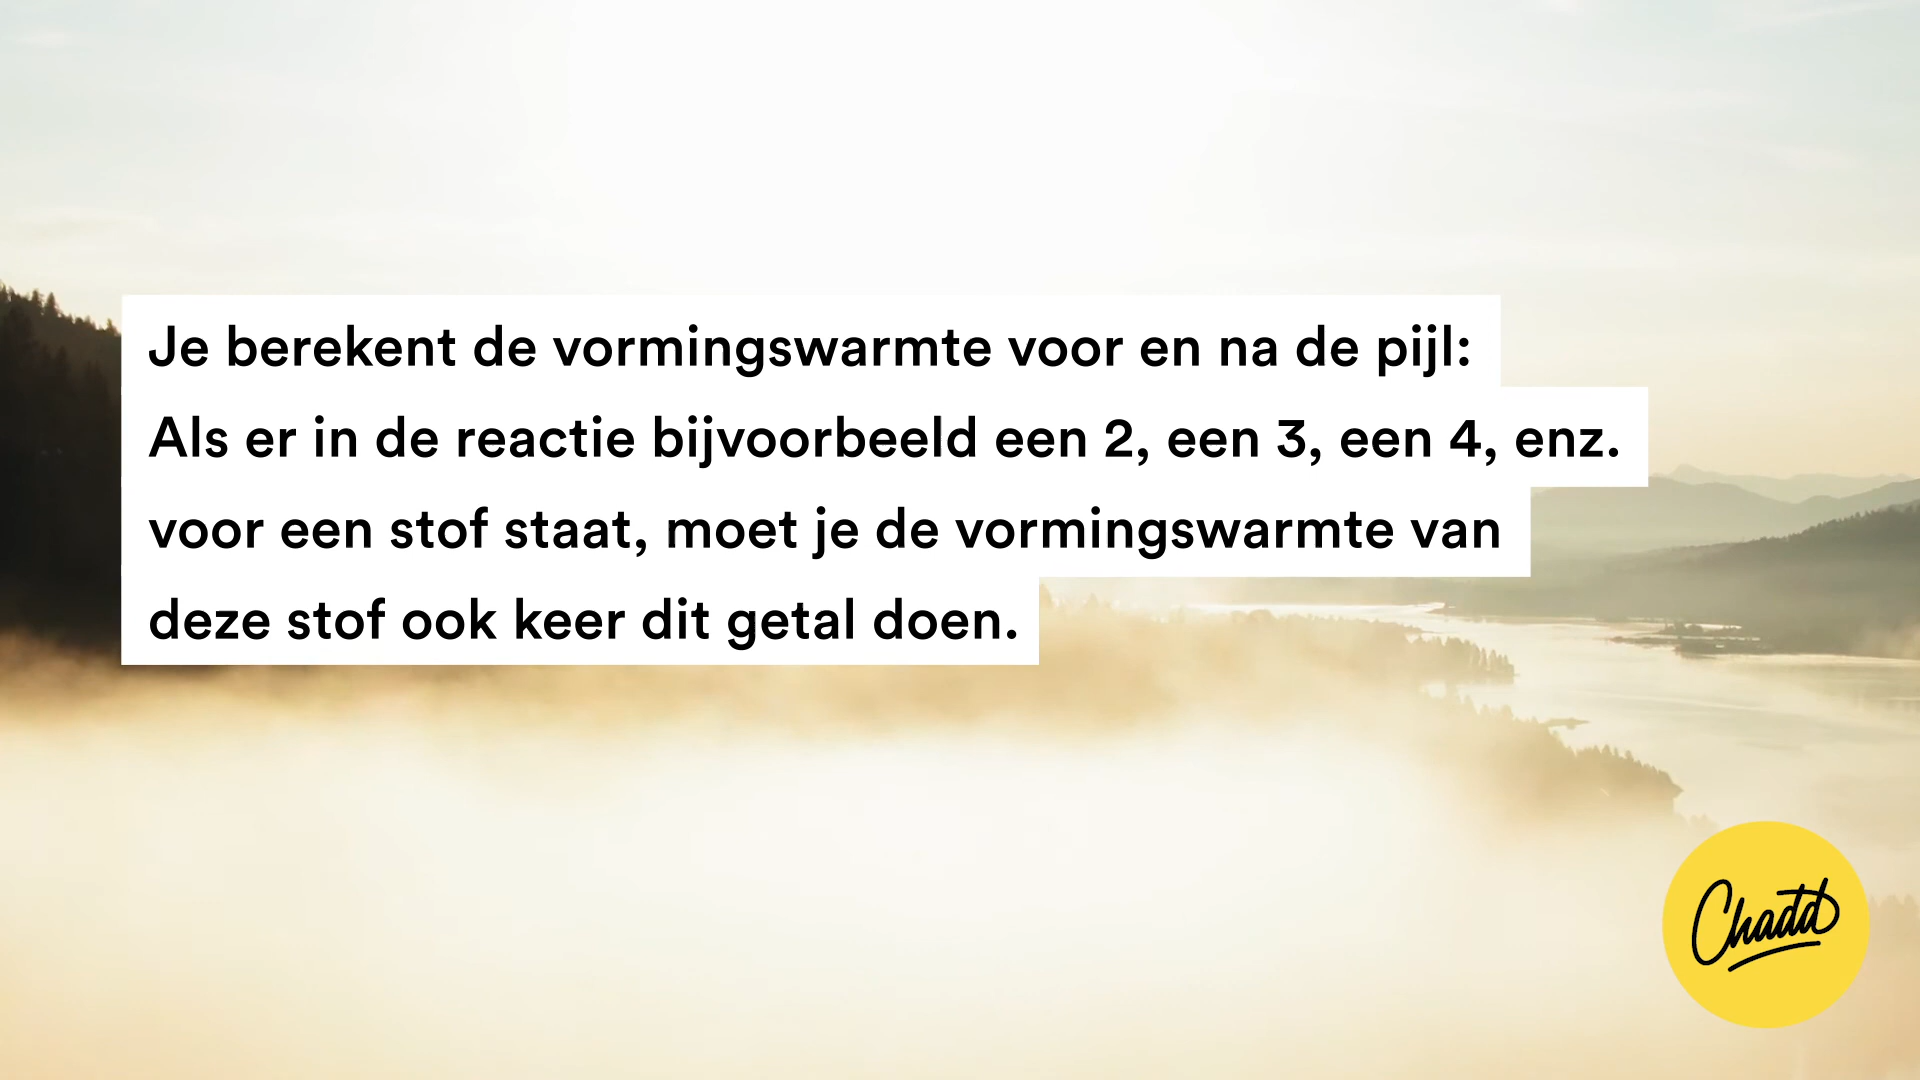 Je berekent de vormingswarmte voor en na de pijl:
Als er in de reactie bijvoorbeeld een 2, een 3, een 4, enz.
voor een stof staat, moet je de vormingswarmte van
deze stof ook keer dit getal doen.
Chadd